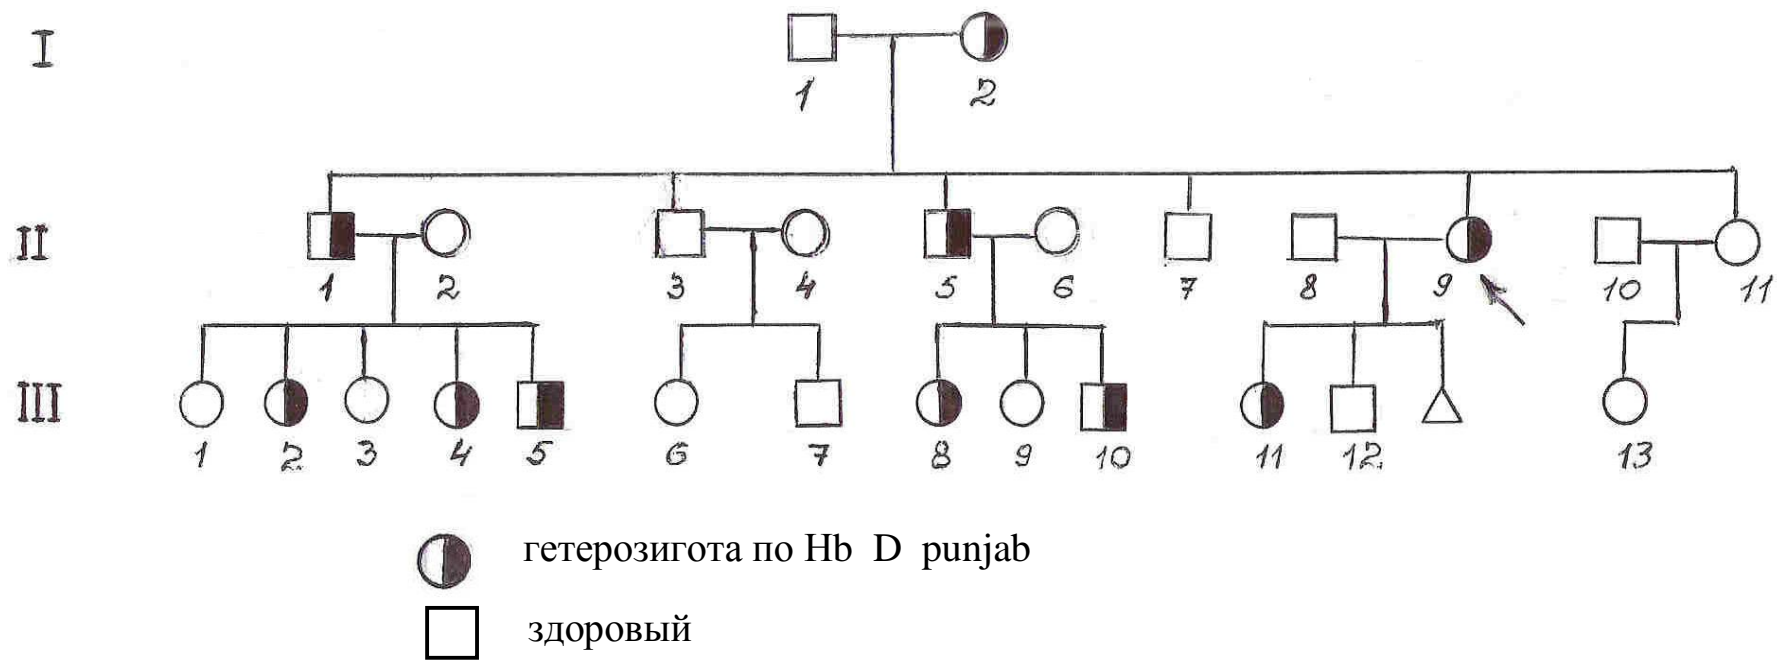 I
1 2
II
1 2 3 4 5 6 7 8 9 10 11
III
1 2 3 4 5 6 7 8 9 10 11 12 13
гетерозигота по Hb D punjab
здоровый